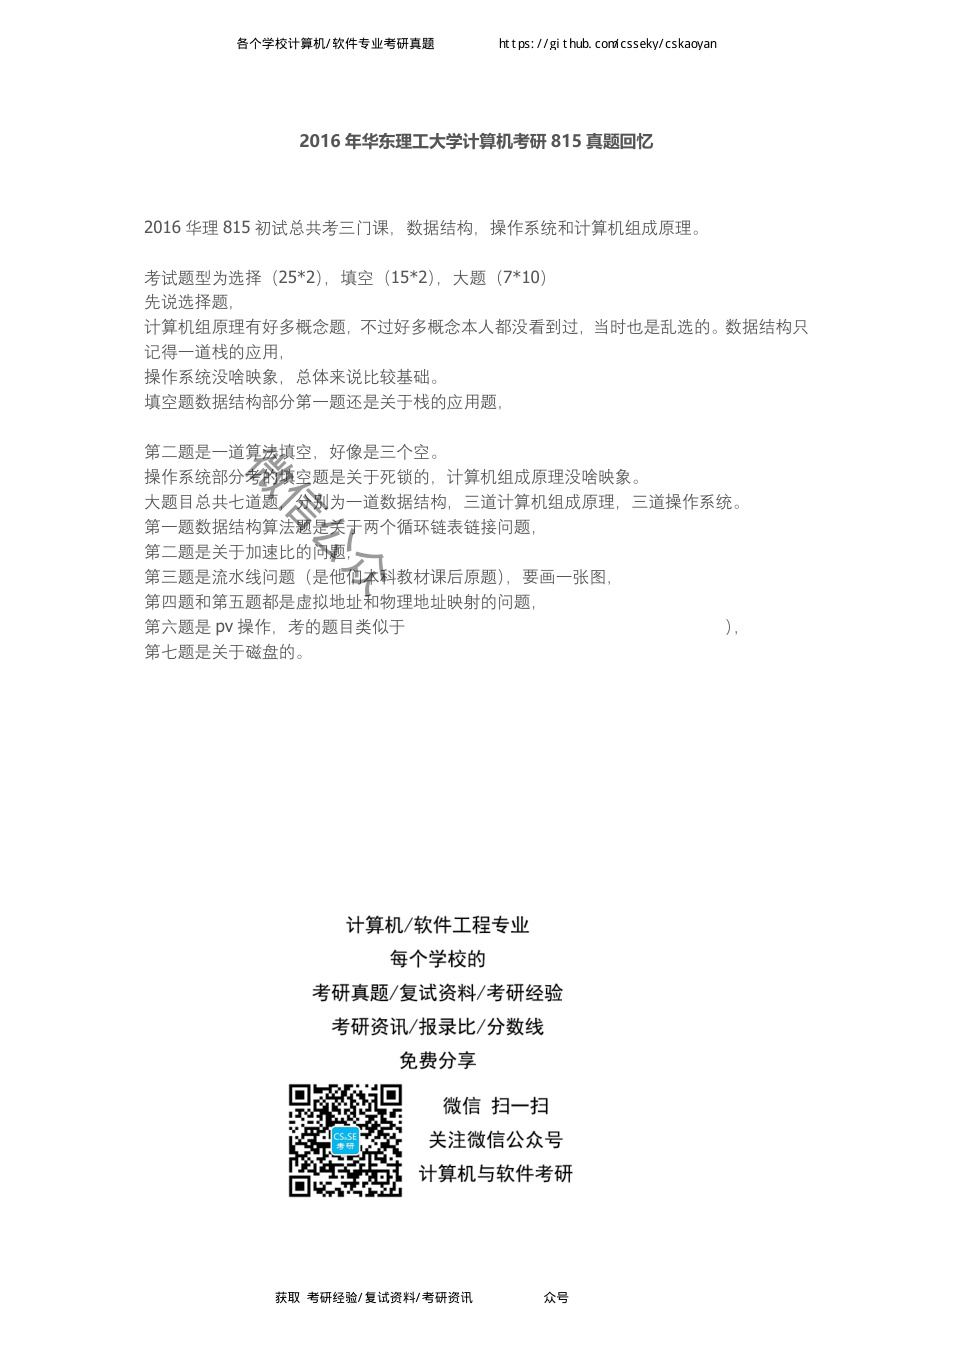 各个学校计算机/软件专业考研真题 https://github.com/csseky/cskaoyan
2016 年华东理工大学计算机考研 815 真题回忆
2016 华理 815 初试总共考三门课，数据结构，操作系统和计算机组成原理。
考试题型为选择（25*2），填空（15*2），大题（7*10）
先说选择题，
计算机组原理有好多概念题，不过好多概念本人都没看到过，当时也是乱选的。数据结构只
记得一道栈的应用，
操作系统没啥映象，总体来说比较基础。
填空题数据结构部分第一题还是关于栈的应用题，
第二题是一道算法填空，好像是三个空。
操作系统部分考的填空题是关于死锁的，计算机组成原理没啥映象。
大题目总共七道题，分别为一道数据结构，三道计算机组成原理，三道操作系统。
第一题数据结构算法题是关于两个循环链表链接问题，
第二题是关于加速比的问题，
第三题是流水线问题（是他们本科教材课后原题），要画一张图，
第四题和第五题都是虚拟地址和物理地址映射的问题，
第六题是 pv 操作，考的题目类似于 ），
第七题是关于磁盘的。
微信公众
计算机/软件工程专业
每个学校的
考研真题/复试资料/考研经验
考研资讯/报录比/分数线
免费分享
CS&SE
考研
微信 扫一扫
关注微信公众号
计算机与软件考研
获取 考研经验/复试资料/考研资讯 众号